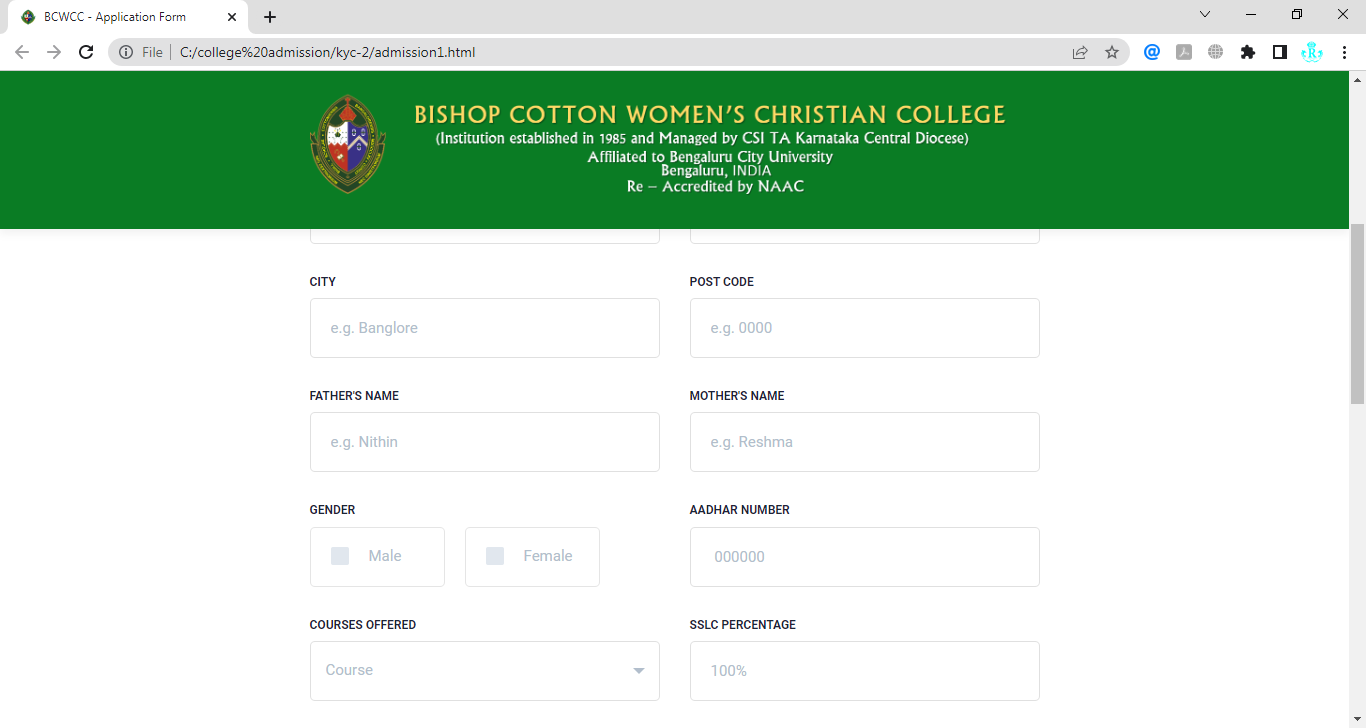 BCWCC - Application Form
File
C:/college%20admission/kyc-2/admission1.html
BISHOP COTTON WOMEN'S CHRISTIAN COLLEGE
(Institution established in 1985 and Managed by CSI TA Karnataka Central Diocese)
Affiliated to Bengaluru City University
Bengaluru, INDIA
Re – Accredited by NAAC
CITY
POST CODE
e.g. Banglore
e.g. 0000
FATHER'S NAME
MOTHER'S NAME
e.g. Nithin
e.g. Reshma
GENDER
AADHAR NUMBER
Male
Female
000000
COURSES OFFERED
SSLC PERCENTAGE
Course
100%